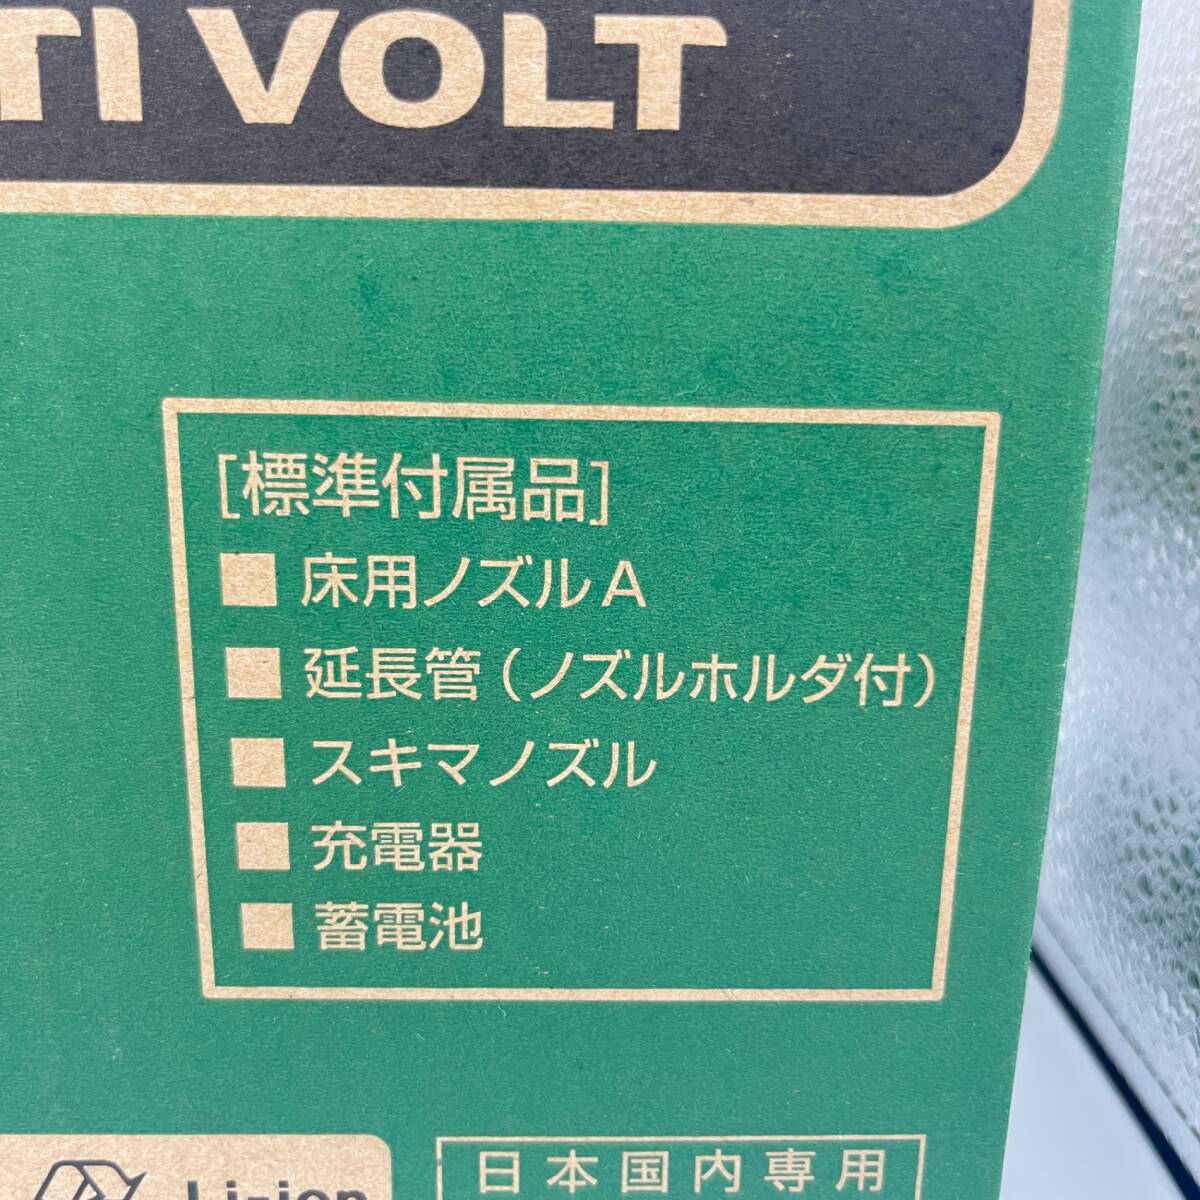 TI VOLT
[標準付属品]
■ 床用ノズルA
■ 延長管(ノズルホルダ付)
■ スキマノズル
■ 充電器
■ 蓄電池
Li-ion
日本国内専用